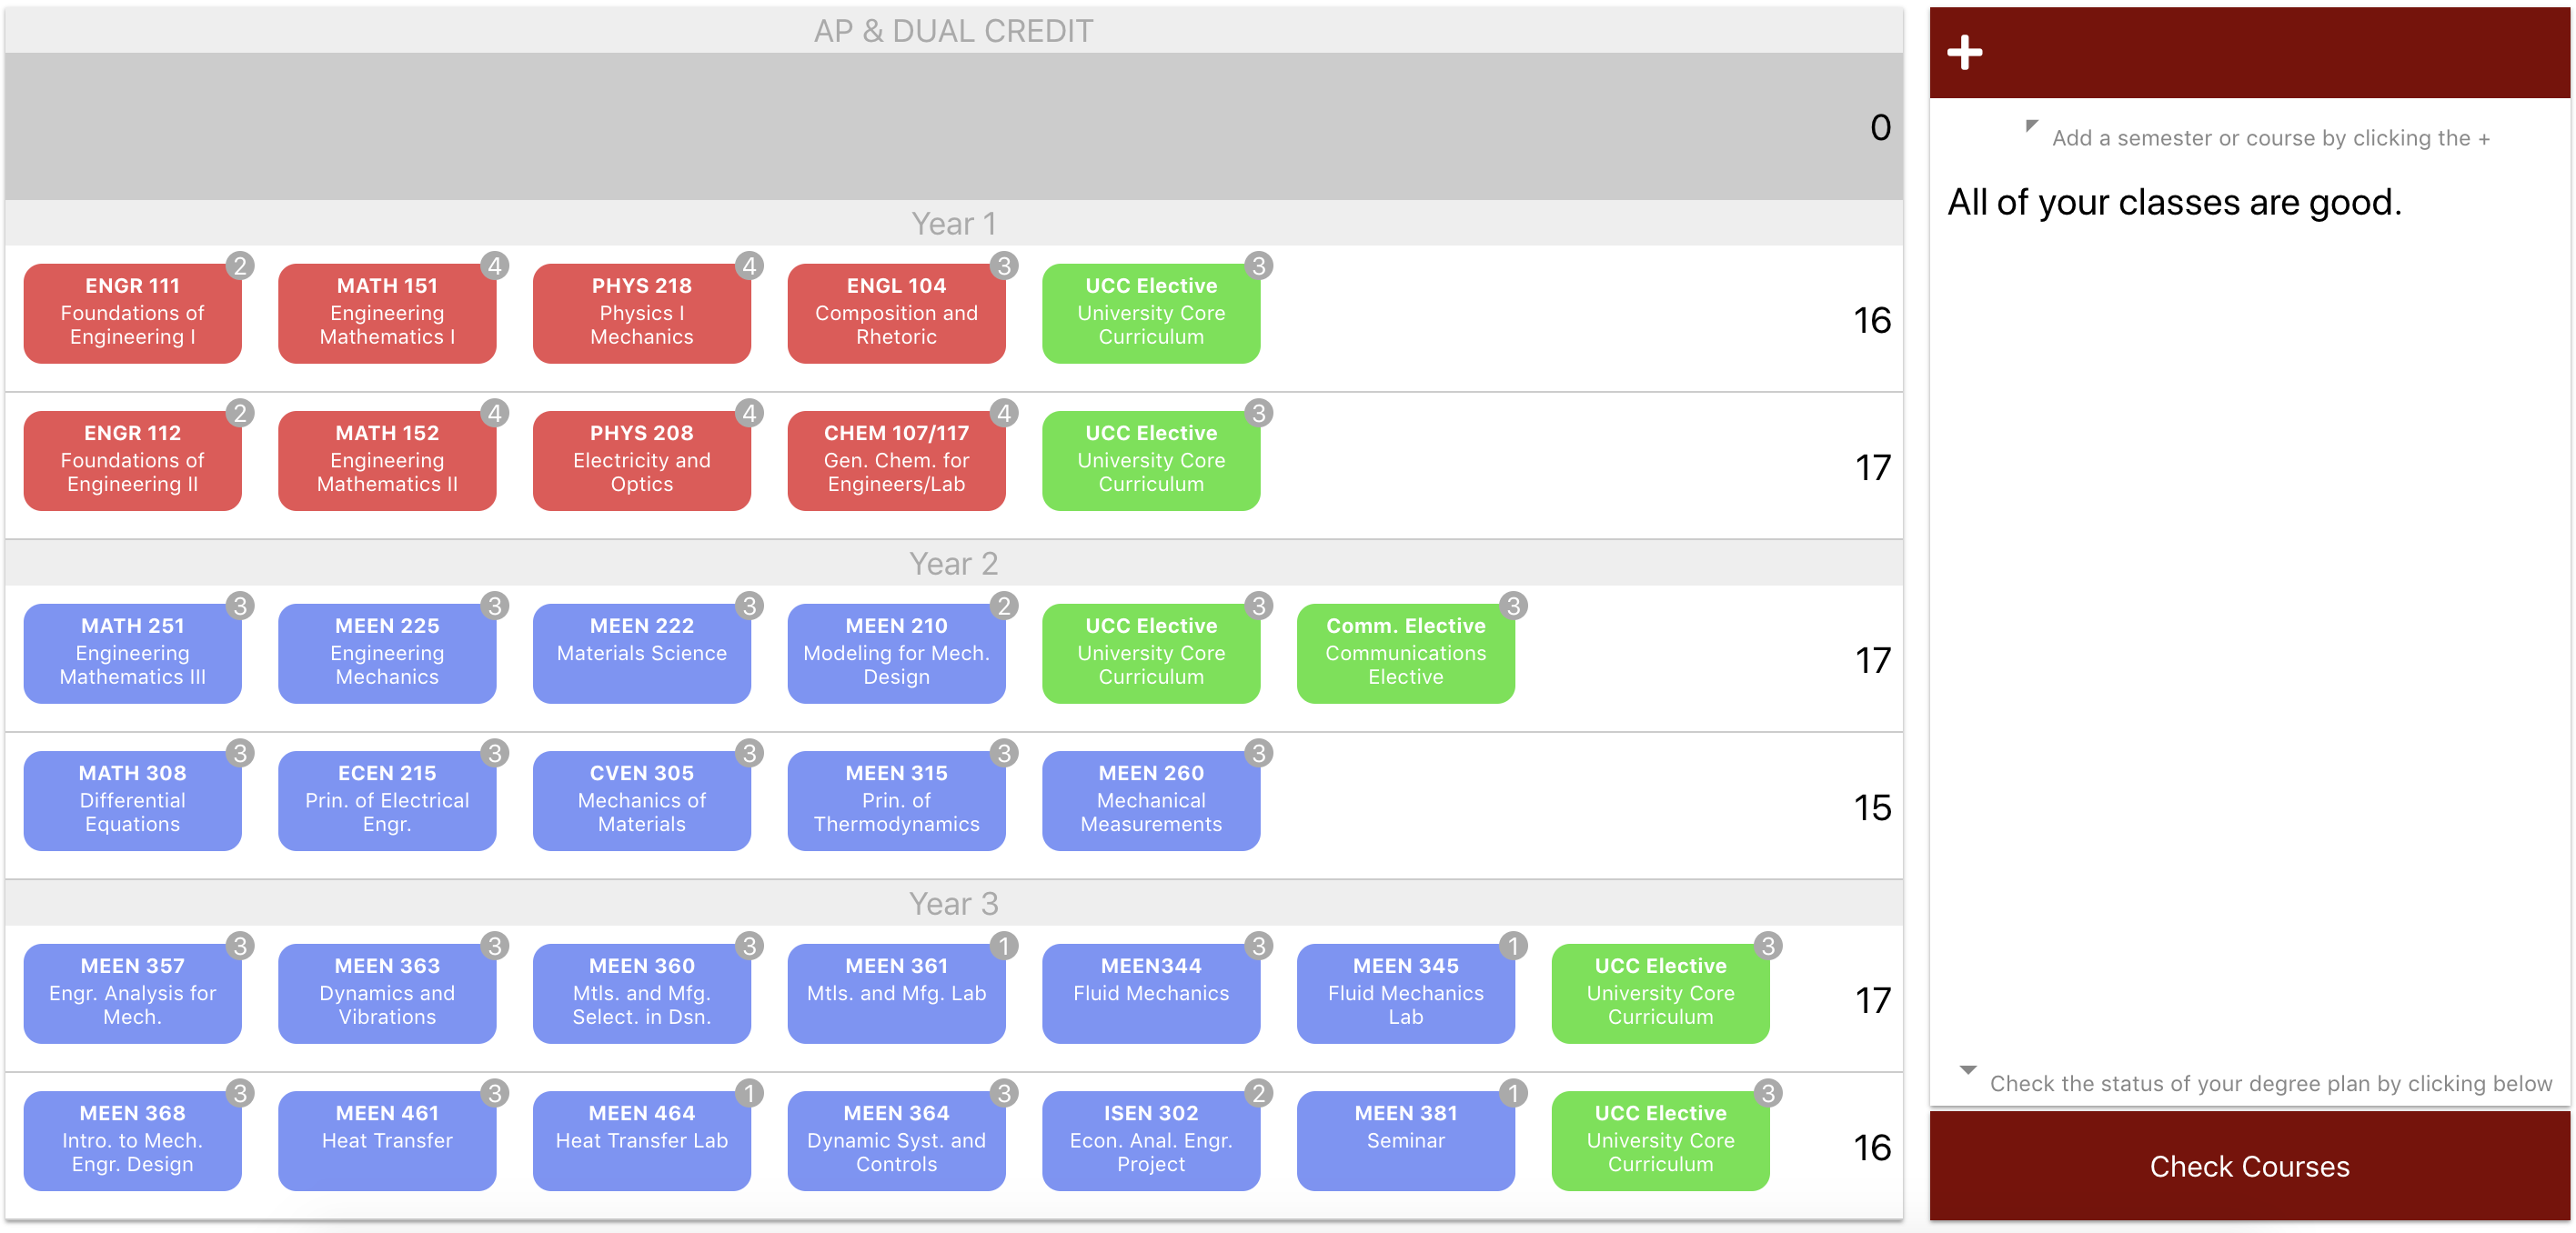 AP & DUAL CREDIT
0
Year 1
2
ENGR 111
Foundations of
Engineering I
4
MATH 151
Engineering
Mathematics I
4
PHYS 218
Physics I
Mechanics
3
ENGL 104
Composition and
Rhetoric
3
UCC Elective
University Core
Curriculum
16
2
ENGR 112
Foundations of
Engineering II
4
MATH 152
Engineering
Mathematics II
4
PHYS 208
Electricity and
Optics
4
CHEM 107/117
Gen. Chem. for
Engineers/Lab
3
UCC Elective
University Core
Curriculum
17
Year 2
3
MATH 251
Engineering
Mathematics III
3
MEEN 225
Engineering
Mechanics
3
MEEN 222
Materials Science
2
MEEN 210
Modeling for Mech.
Design
3
UCC Elective
University Core
Curriculum
3
Comm. Elective
Communications
Elective
17
3
MATH 308
Differential
Equations
3
ECEN 215
Prin. of Electrical
Engr.
3
CVEN 305
Mechanics of
Materials
3
MEEN 315
Prin. of
Thermodynamics
3
MEEN 260
Mechanical
Measurements
15
Year 3
3
MEEN 357
Engr. Analysis for
Mech.
3
MEEN 363
Dynamics and
Vibrations
3
MEEN 360
Mtls. and Mfg.
Select. in Dsn.
1
MEEN 361
Mtls. and Mfg. Lab
3
MEEN344
Fluid Mechanics
1
MEEN 345
Fluid Mechanics
Lab
3
UCC Elective
University Core
Curriculum
17
3
MEEN 368
Intro. to Mech.
Engr. Design
3
MEEN 461
Heat Transfer
1
MEEN 464
Heat Transfer Lab
3
MEEN 364
Dynamic Syst. and
Controls
2
ISEN 302
Econ. Anal. Engr.
Project
1
MEEN 381
Seminar
3
UCC Elective
University Core
Curriculum
16
+
Add a semester or course by clicking the +
All of your classes are good.
Check the status of your degree plan by clicking below
Check Courses